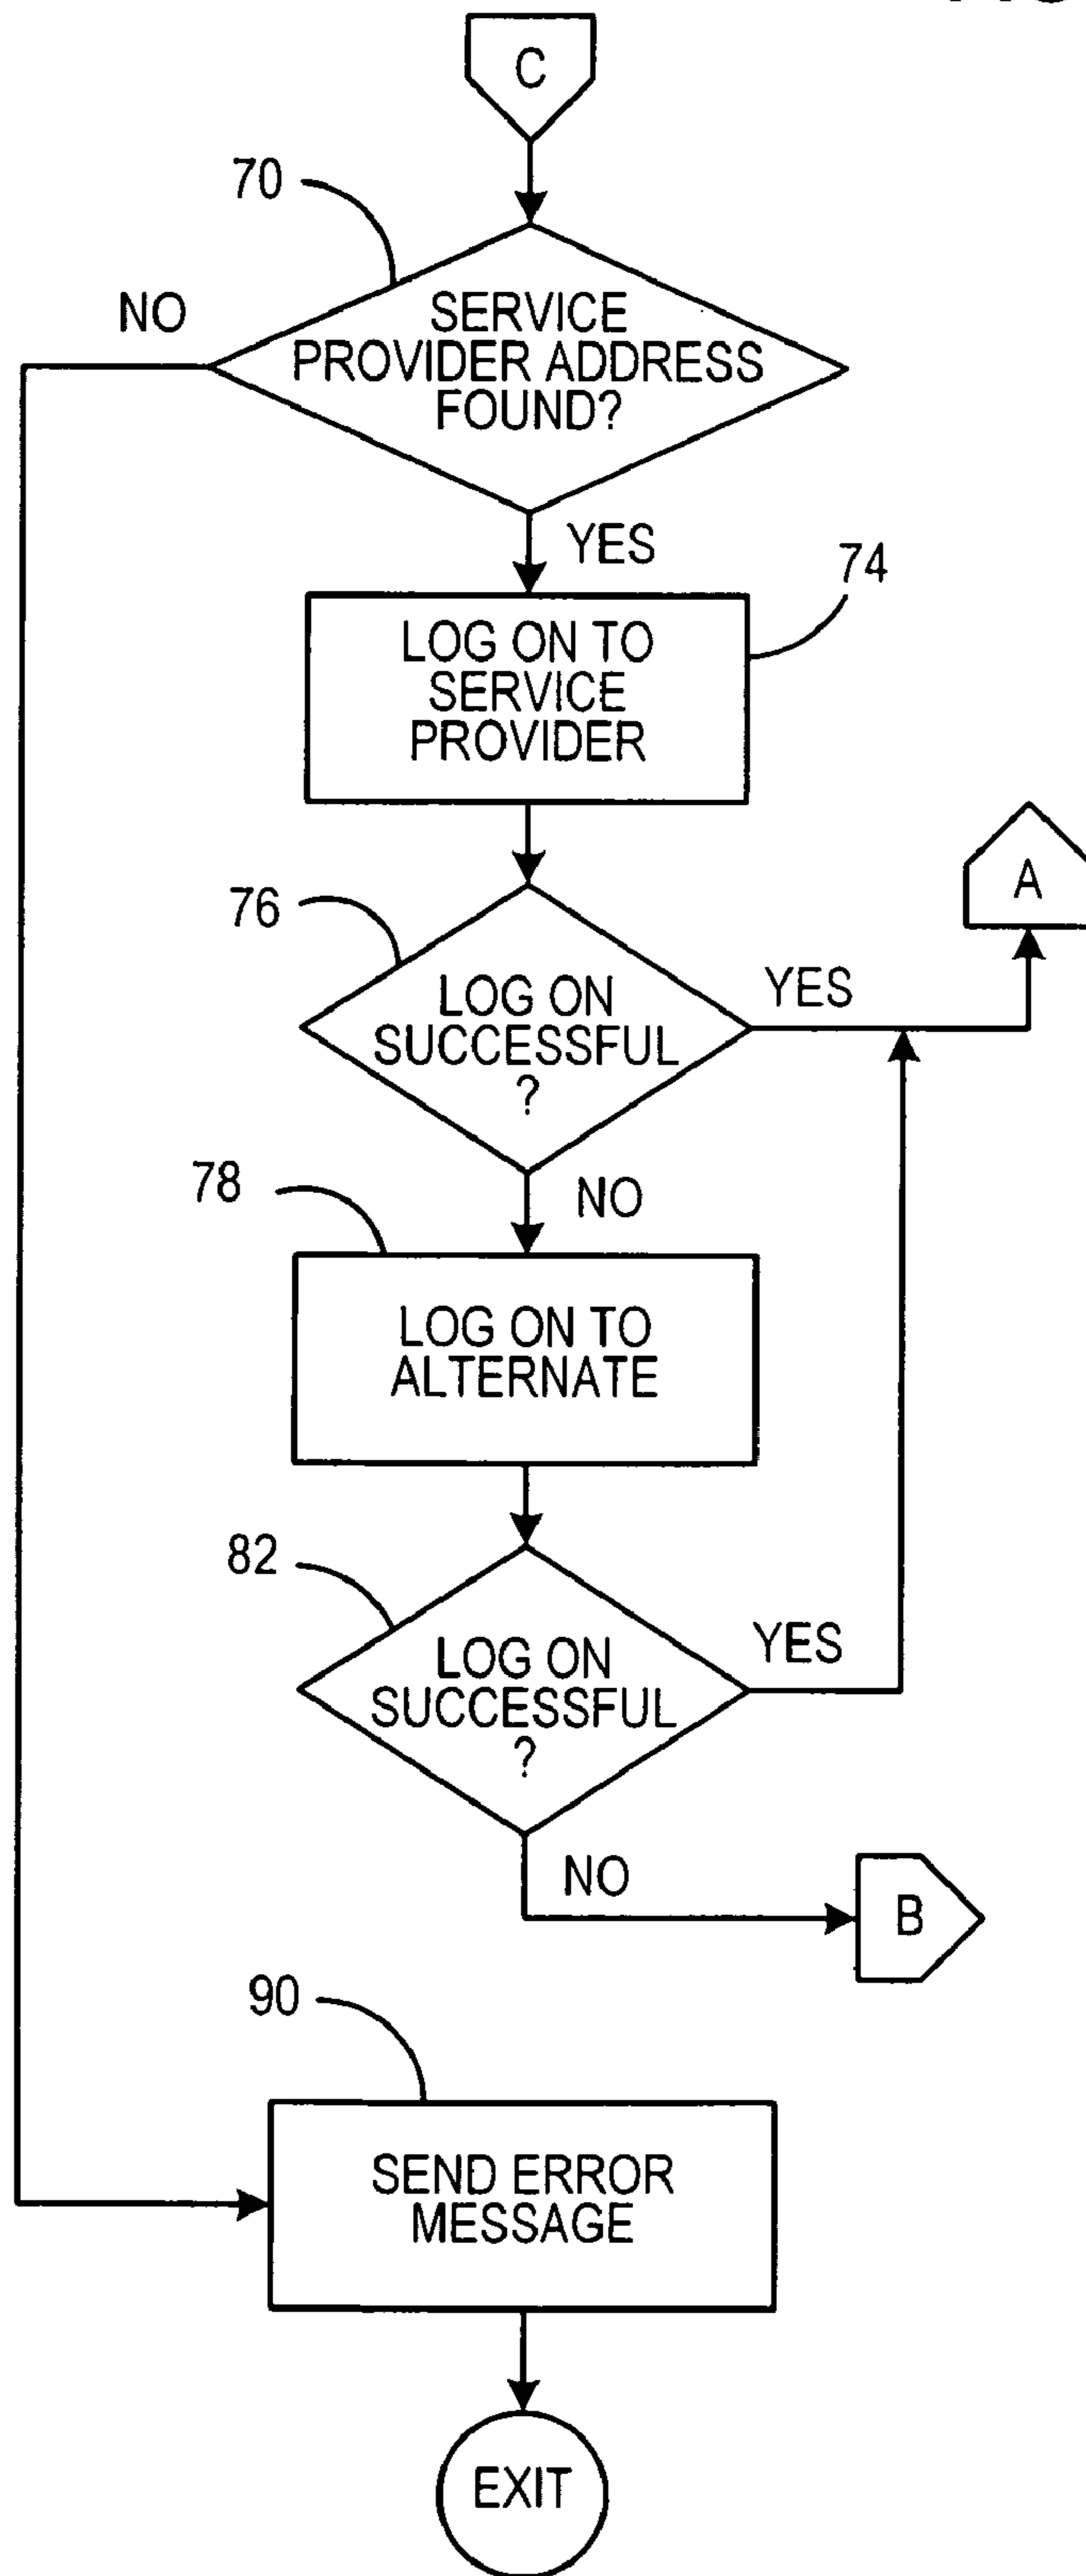 C
70
NO
SERVICE
PROVIDER ADDRESS
FOUND?
YES
74
LOG ON TO
SERVICE
PROVIDER
A
76
LOG ON
SUCCESSFUL
?
YES
NO
78
LOG ON TO
ALTERNATE
82
LOG ON
SUCCESSFUL
?
YES
NO
B
90
SEND ERROR
MESSAGE
EXIT